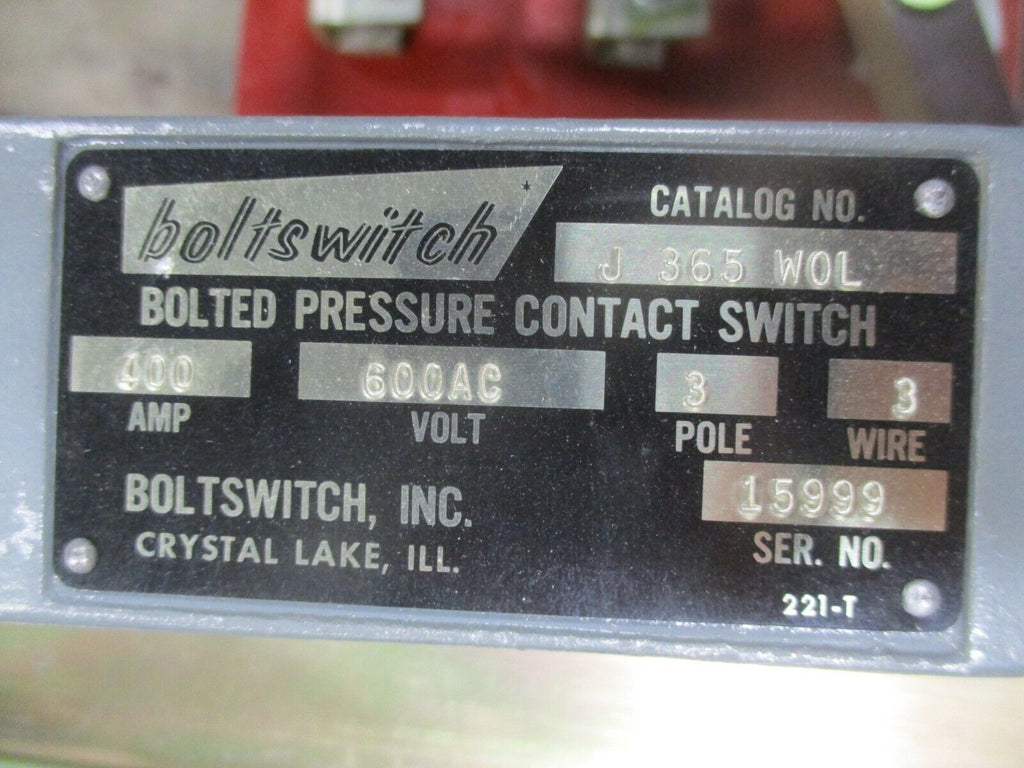 boltswitch
CATALOG NO.
J 365 WOL
BOLTED PRESSURE CONTACT SWITCH
400 600AC 3 3
AMP VOLT POLE WIRE
BOLTSWITCH, INC.
15999
CRYSTAL LAKE, ILL.
SER. NO.
221-T